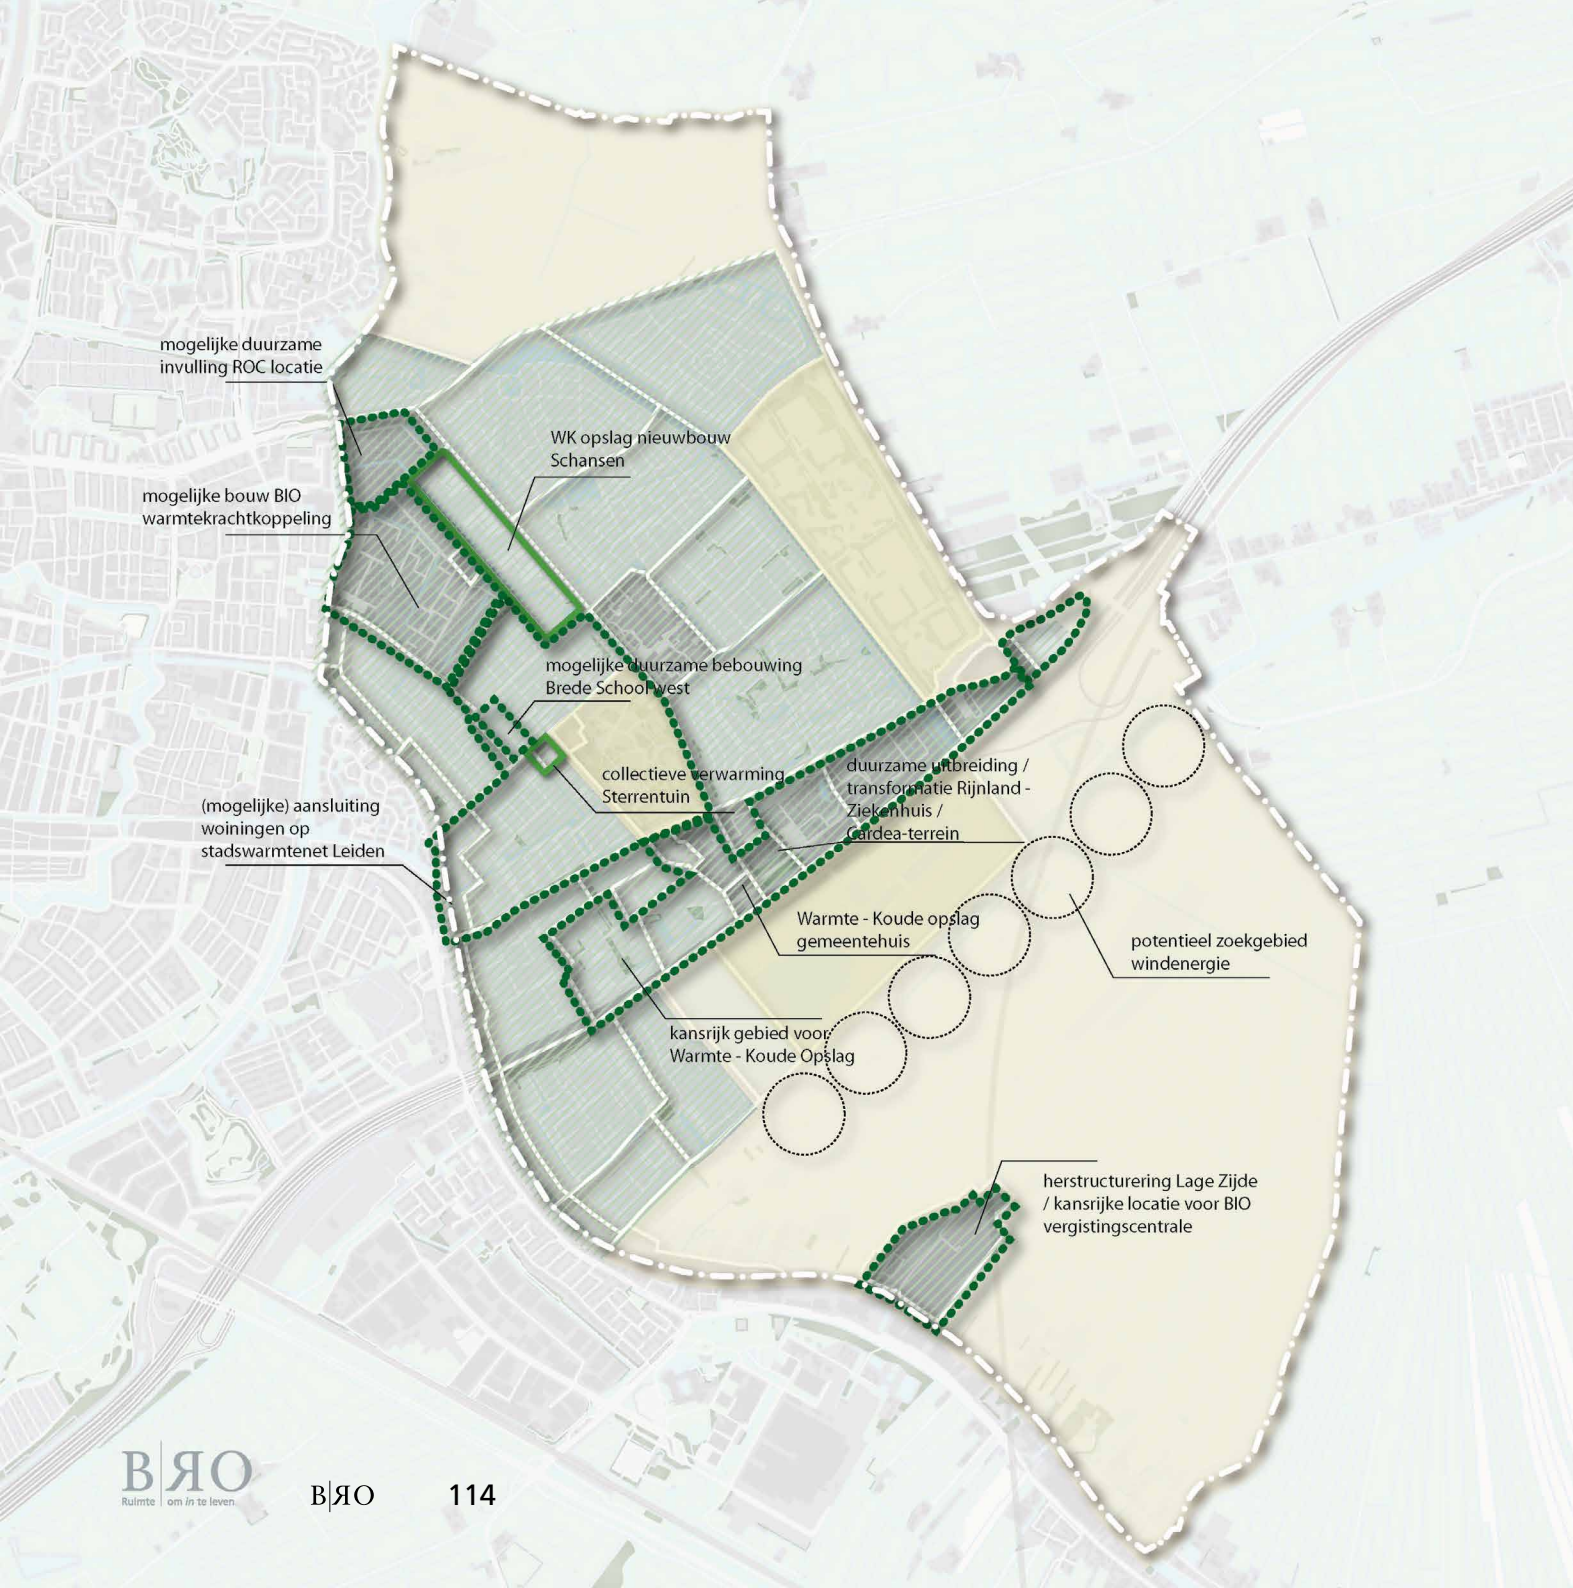 mogelijke duurzame
invulling ROC locatie
WK opslag nieuwbouw
Schansen
mogelijke bouw BIO
warmtekrachtkoppeling
mogelijke duurzame bebouwing
Brede School west
collectieve verwarming
Sterrentuin
duurzame uitbreiding /
transformatie Rijnland -
Ziekenhuis /
Cardea-terrein
(mogelijke) aansluiting
woiningen op
stadswarmtenet Leiden
Warmte - Koude opslag
gemeentehuis
potentieel zoekgebied
windenergie
kansrijk gebied voor
Warmte - Koude Opslag
herstructurering Lage Zijde
/ kansrijke locatie voor BIO
vergistingscentrale
B|ЯO
Ruimte | om in te leven.
B|ЯO
114